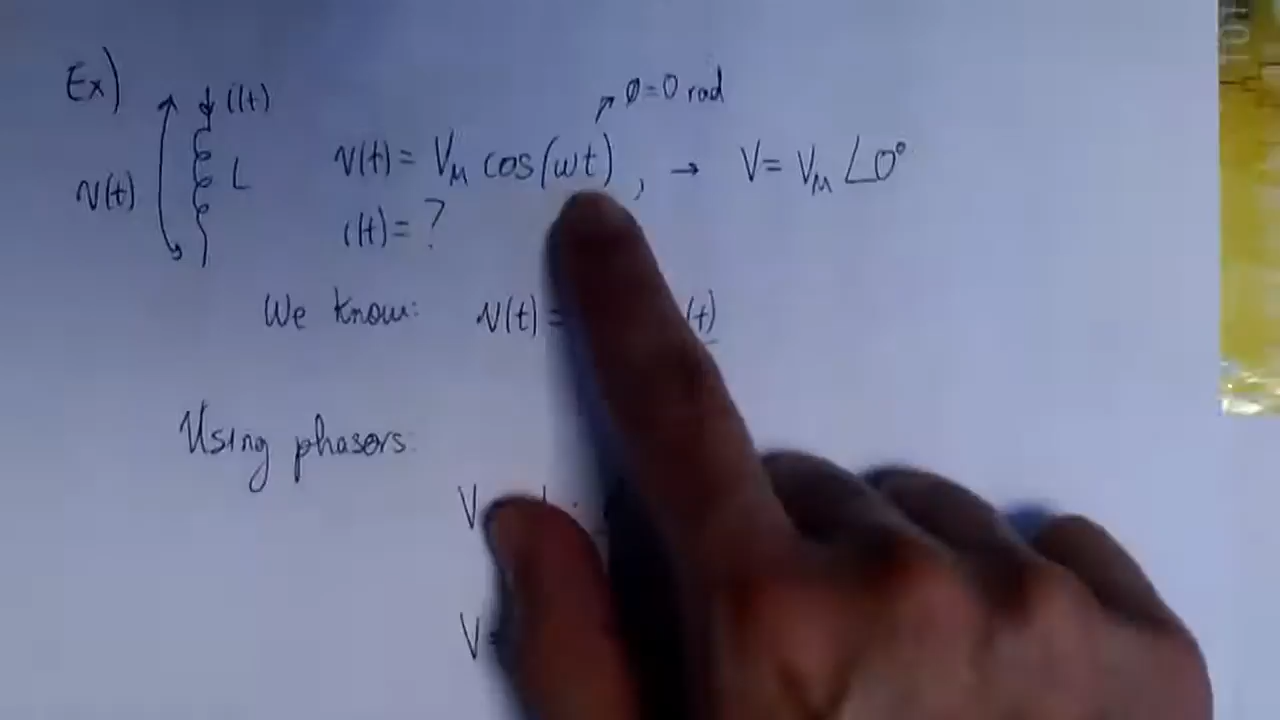 Ex)
i(t)
v(t)
L
ϕ=0 rad
v(t) = V_M cos(ωt), → V = V_M ∠0°
i(t) = ?
We know: v(t) = (t)
Using phasors:
V
V =